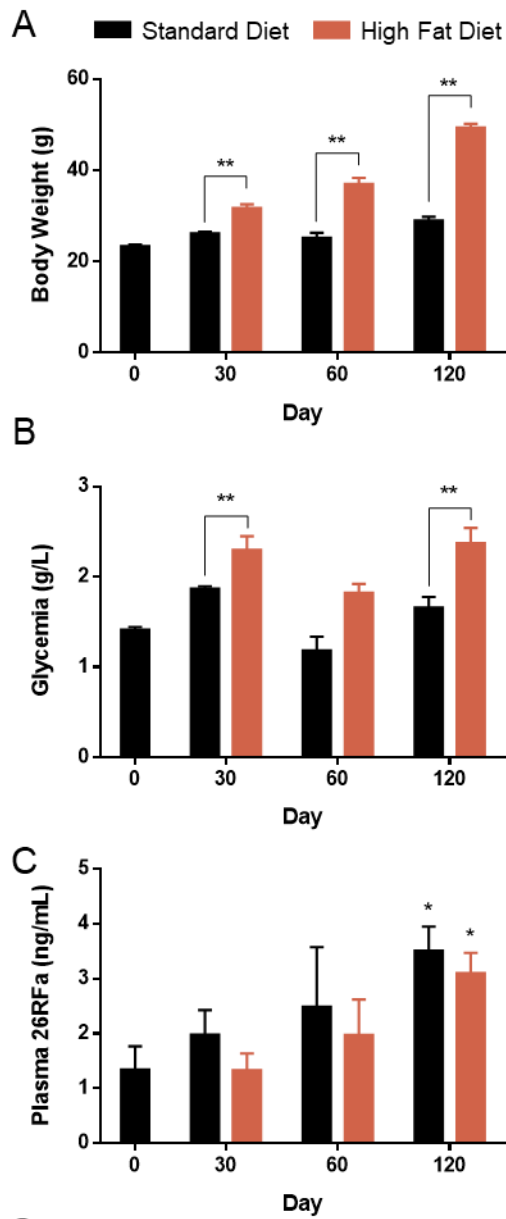 A
Standard Diet High Fat Diet
60
40
20
0
Body Weight (g)
** ** **
0 30 60 120
Day
B
3
2
1
0
Glycemia (g/L)
** **
0 30 60 120
Day
C
5
4
3
2
1
0
Plasma 26RFa (ng/mL)
* *
0 30 60 120
Day